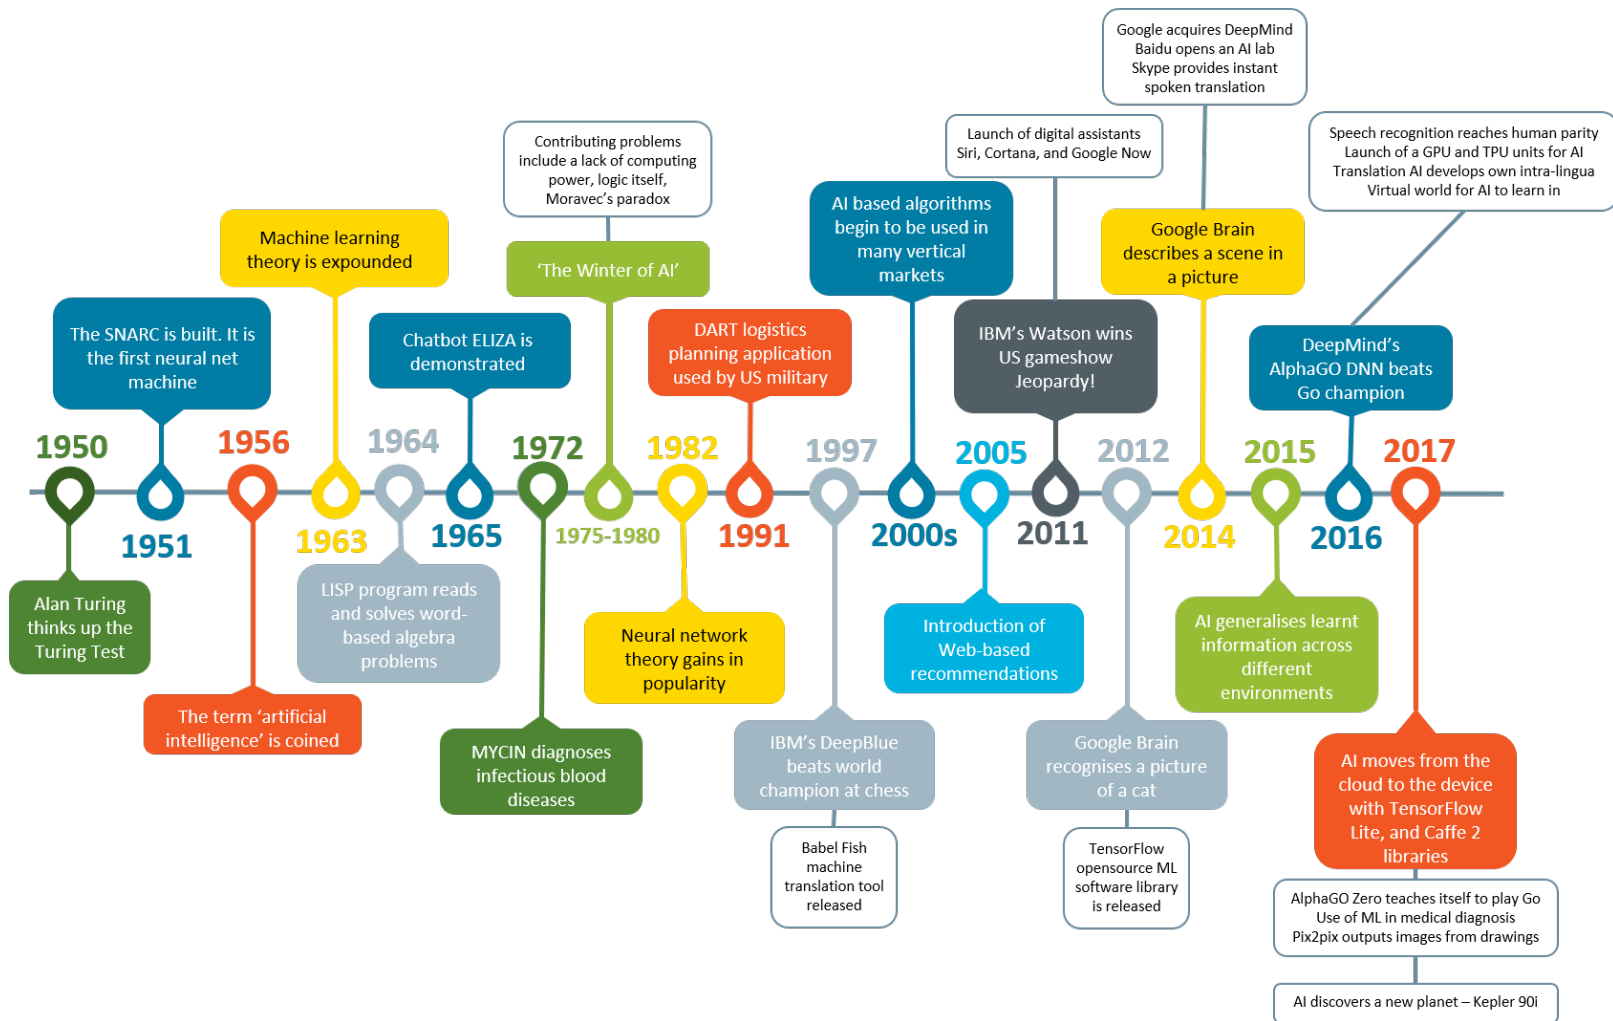 Google acquires DeepMind
Baidu opens an AI lab
Skype provides instant
spoken translation
Contributing problems
include a lack of computing
power, logic itself,
Moravec's paradox
Launch of digital assistants
Siri, Cortana, and Google Now
Speech recognition reaches human parity
Launch of a GPU and TPU units for AI
Translation AI develops own intra-lingua
Virtual world for AI to learn in
The SNARC is built. It is
the first neural net
machine
Machine learning
theory is expounded
Chatbot ELIZA is
demonstrated
'The Winter of AI'
DART logistics
planning application
used by US military
AI based algorithms
begin to be used in
many vertical
markets
IBM's Watson wins
US gameshow
Jeopardy!
Google Brain
describes a scene in
a picture
DeepMind's
AlphaGO DNN beats
Go champion
1950
1951
1956
1963
1964
1965
1972
1975-1980
1982
1991
1997
2000s
2005
2011
2012
2014
2015
2016
2017
Alan Turing
thinks up the
Turing Test
The term 'artificial
intelligence' is coined
LISP program reads
and solves word-
based algebra
problems
MYCIN diagnoses
infectious blood
diseases
Neural network
theory gains in
popularity
IBM's DeepBlue
beats world
champion at chess
Babel Fish
machine
translation tool
released
Introduction of
Web-based
recommendations
Google Brain
recognises a picture
of a cat
TensorFlow
opensource ML
software library
is released
AI generalises learnt
information across
different
environments
AI moves from the
cloud to the device
with TensorFlow
Lite, and Caffe 2
libraries
AlphaGO Zero teaches itself to play Go
Use of ML in medical diagnosis
Pix2pix outputs images from drawings
AI discovers a new planet – Kepler 90i